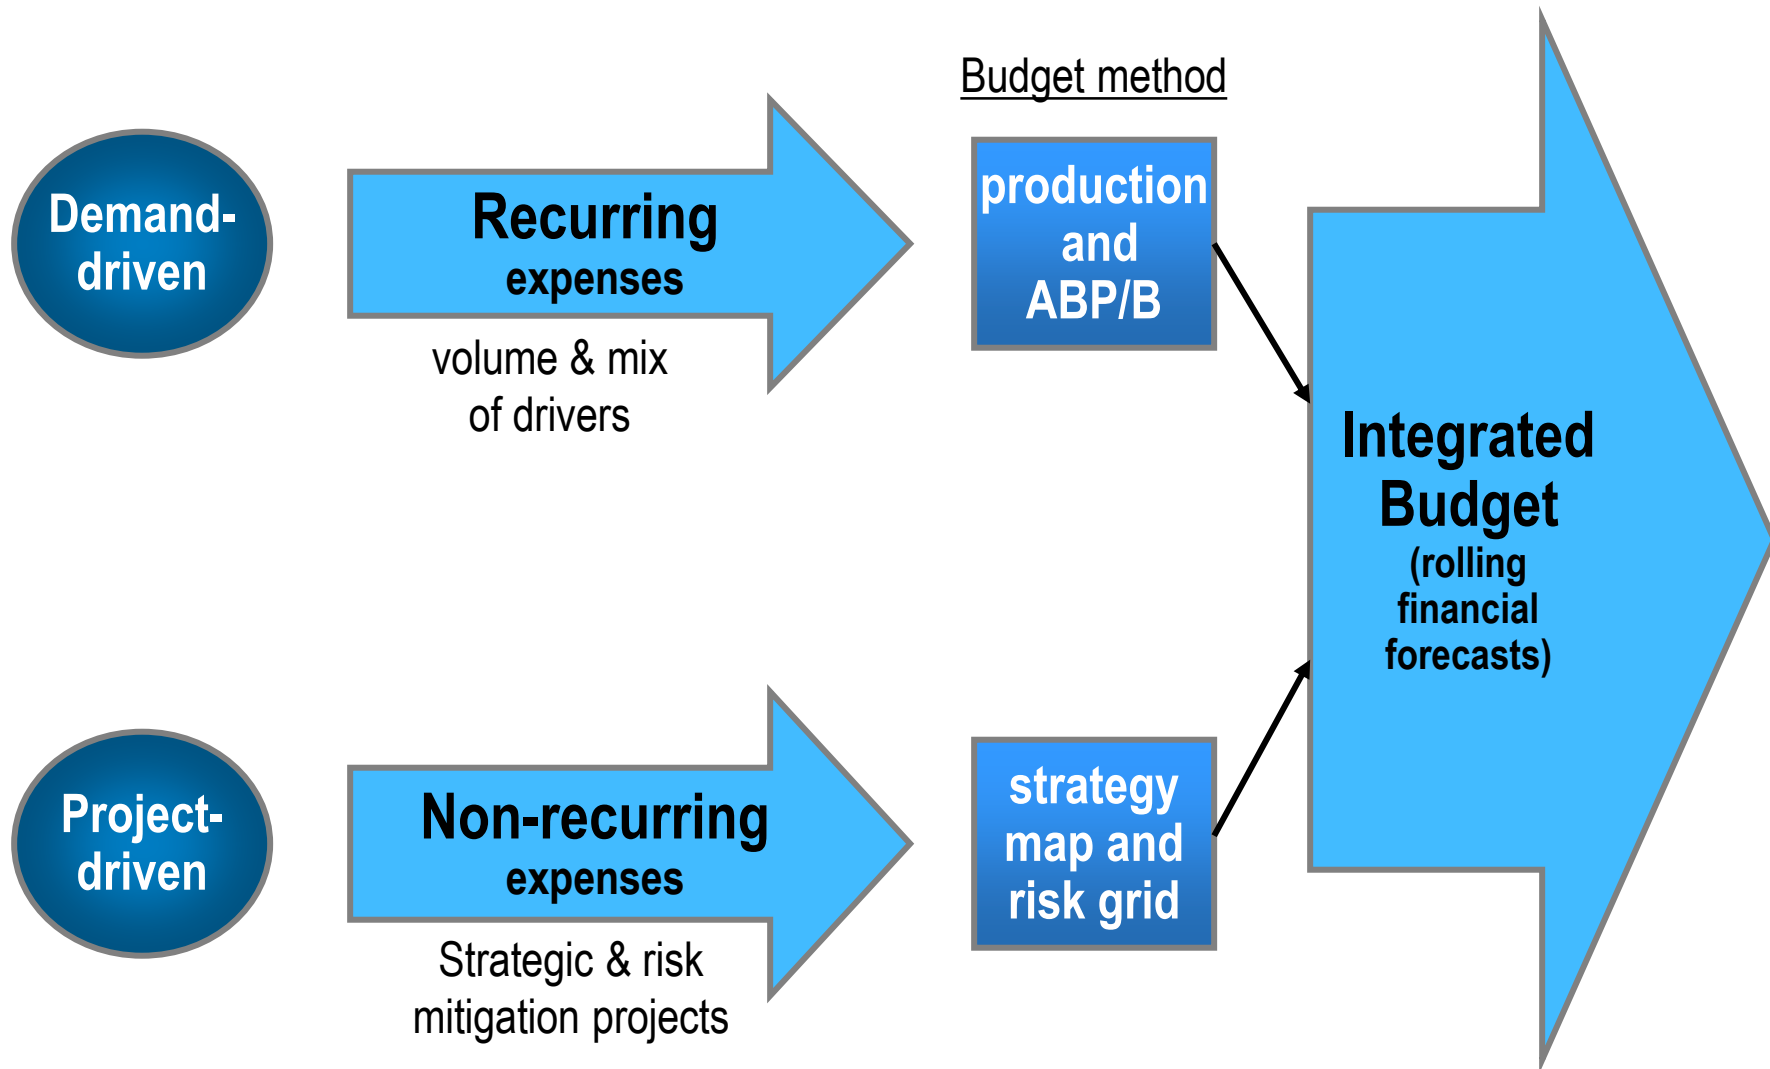 Budget method
Demand-
driven
Recurring
expenses
volume & mix
of drivers
production
and
ABP/B
Project-
driven
Non-recurring
expenses
Strategic & risk
mitigation projects
strategy
map and
risk grid
Integrated
Budget
(rolling
financial
forecasts)